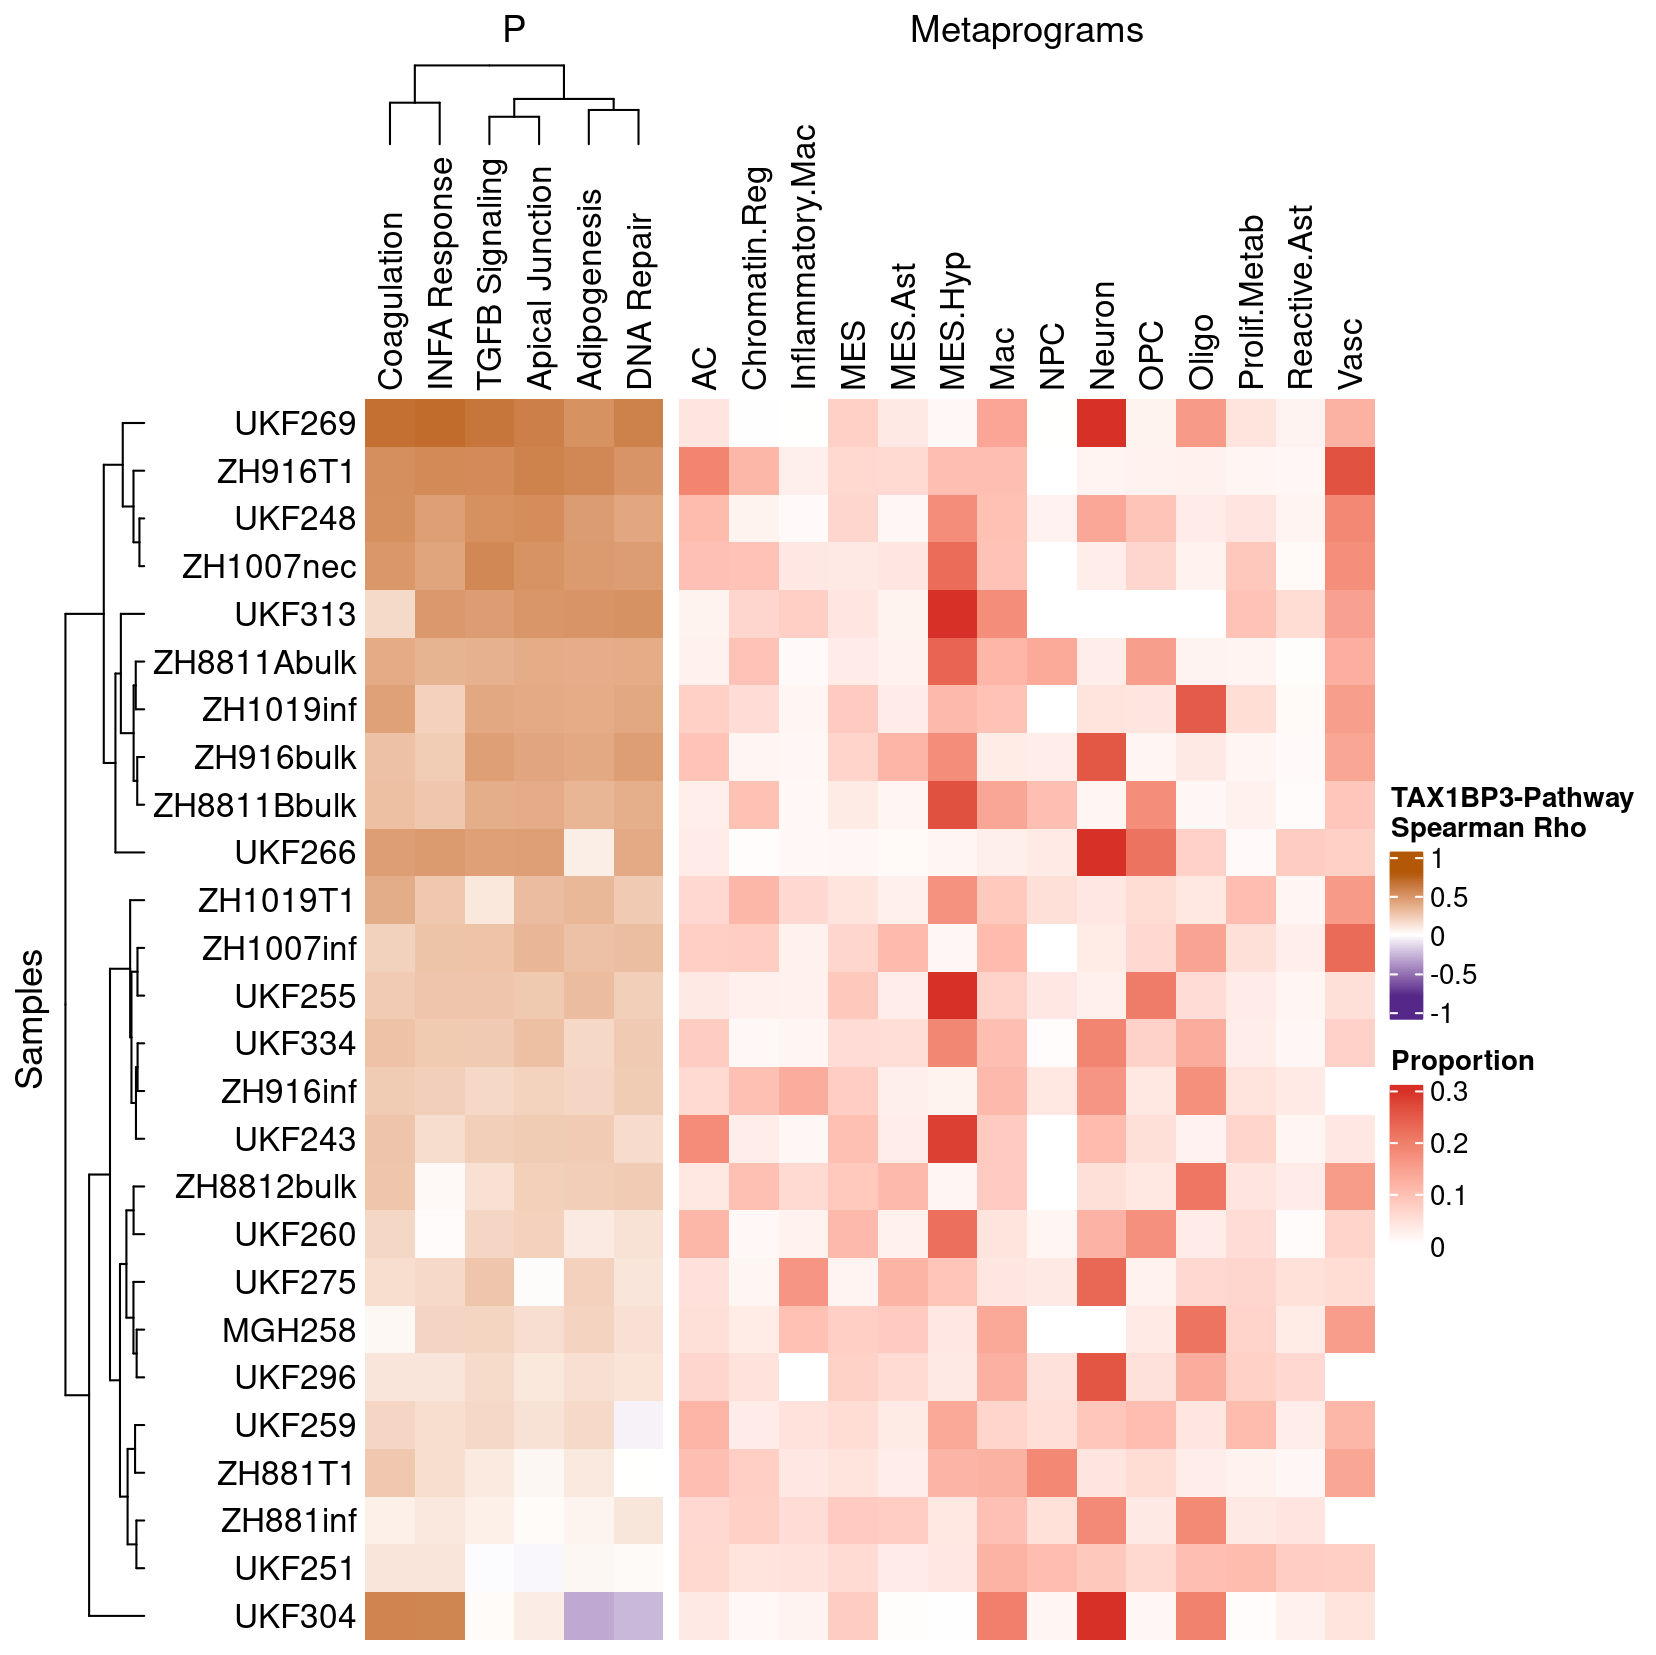 P
Metaprograms
Coagulation
INFA Response
TGFB Signaling
Apical Junction
Adipogenesis
DNA Repair
AC
Chromatin.Reg
Inflammatory.Mac
MES
MES.Ast
MES.Hyp
Mac
NPC
Neuron
OPC
Oligo
Prolif.Metab
Reactive.Ast
Vasc
Samples
UKF269
ZH916T1
UKF248
ZH1007nec
UKF313
ZH8811Abulk
ZH1019inf
ZH916bulk
ZH8811Bbulk
UKF266
ZH1019T1
ZH1007inf
UKF255
UKF334
ZH916inf
UKF243
ZH8812bulk
UKF260
UKF275
MGH258
UKF296
UKF259
ZH881T1
ZH881inf
UKF251
UKF304
TAX1BP3-Pathway
Spearman Rho
1
0.5
0
-0.5
-1
Proportion
0.3
0.2
0.1
0